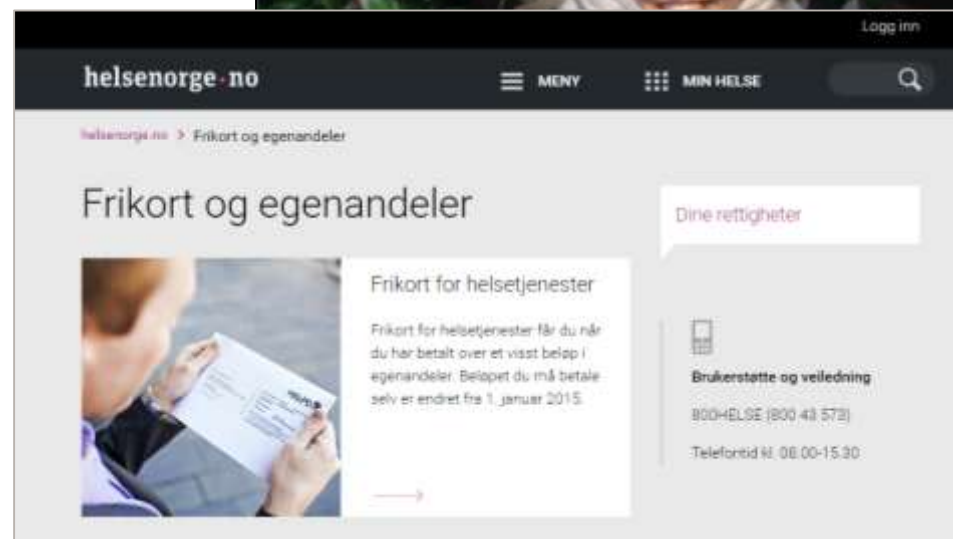 Logg inn
helsenorge·no
MENY
MIN HELSE
helsenorge.no > Frikort og egenandeler
Frikort og egenandeler
Dine rettigheter
Frikort for helsetjenester
Frikort for helsetjenester får du når
du har betalt over et visst beløp i
egenandeler. Beløpet du må betale
selv er endret fra 1. januar 2015.
Brukerstøtte og veiledning
800HELSE (800 43 573)
Telefontid kl. 08.00-15.30